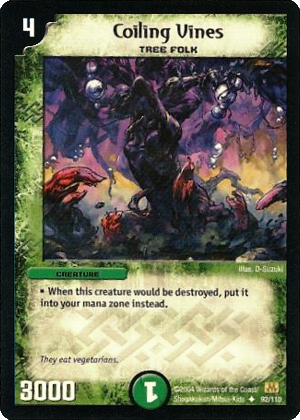 4
Coiling Vines
TREE FOLK
Illus. D-Suzuki
CREATURE
▪ When this creature would be destroyed, put it
into your mana zone instead.
They eat vegetarians.
3000
1
©2004 Wizards of the Coast/
Shogakukan/Mitsui-Kids ♦ 92/110